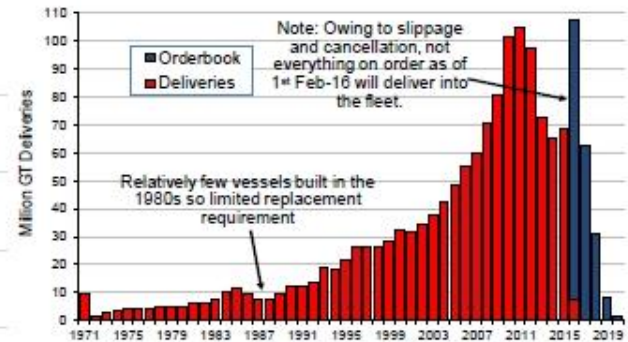 110
100
90
80
70
60
50
40
30
20
10
0
Million GT Deliveries
Orderbook
Deliveries
Note: Owing to slippage
and cancellation, not
everything on order as of
1st Feb-16 will deliver into
the fleet.
Relatively few vessels built in the
1980s so limited replacement
requirement
1971 1975 1979 1983 1987 1991 1995 1999 2003 2007 2011 2015 2019